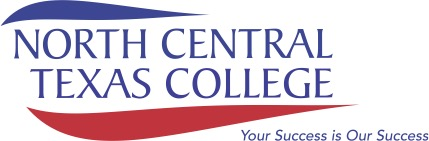 NORTH CENTRAL
TEXAS COLLEGE
Your Success is Our Success